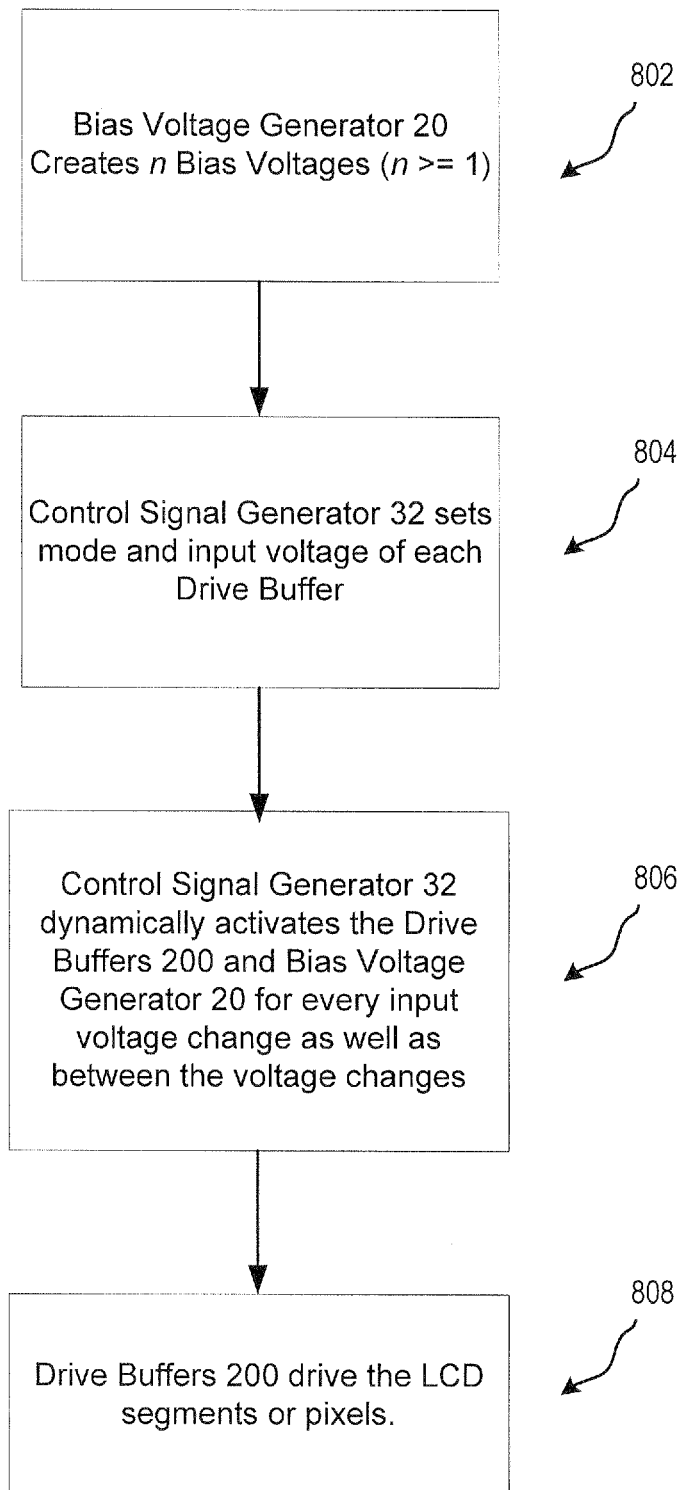 802
Bias Voltage Generator 20
Creates n Bias Voltages (n >= 1)
804
Control Signal Generator 32 sets
mode and input voltage of each
Drive Buffer
806
Control Signal Generator 32
dynamically activates the Drive
Buffers 200 and Bias Voltage
Generator 20 for every input
voltage change as well as
between the voltage changes
808
Drive Buffers 200 drive the LCD
segments or pixels.